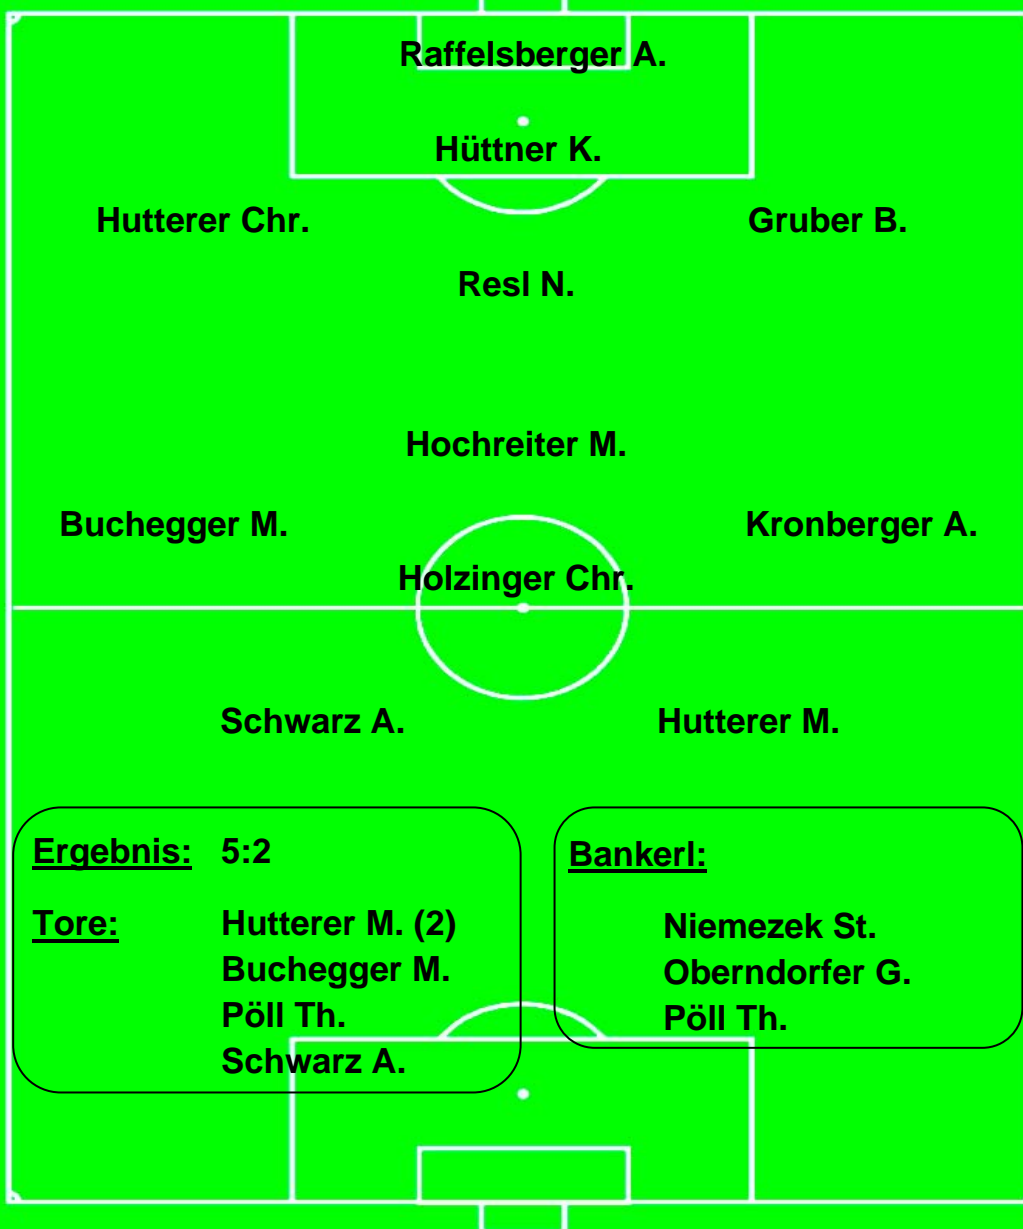 Raffelsberger A.
Hüttner K.
Hutterer Chr. Gruber B.
Resl N.
Hochreiter M.
Buchegger M. Kronberger A.
Holzinger Chr.
Schwarz A. Hutterer M.
Ergebnis: 5:2
Tore: Hutterer M. (2)
Buchegger M.
Pöll Th.
Schwarz A.
Bankerl:
Niemezek St.
Oberndorfer G.
Pöll Th.